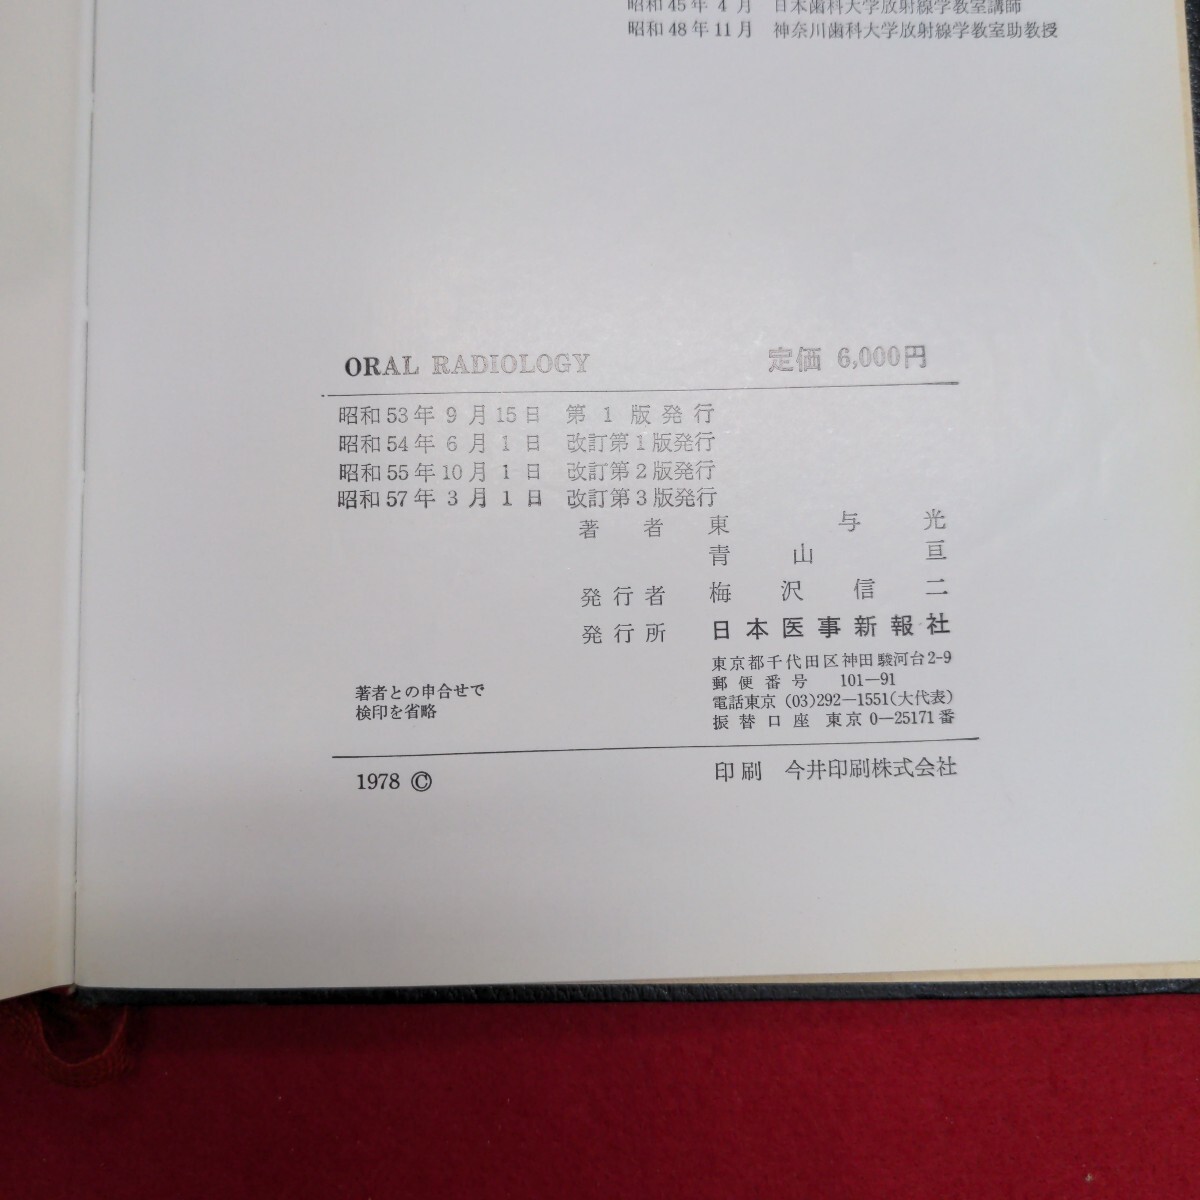 昭和45年 4 月 日本歯科大学放射線学教室講師
昭和48年11月 神奈川歯科大学放射線学教室助教授
ORAL RADIOLOGY 定価 6,000円
昭和53年 9 月15日 第 1 版発行
昭和54年 6 月 1 日 改訂第1版発行
昭和55年10月 1 日 改訂第2版発行
昭和57年 3 月 1 日 改訂第3版発行
著者 東 与 光
青 山 亘
発行者 梅 沢 信 二
発行所 日本医事新報社
東京都千代田区神田駿河台2-9
郵便番号 101―91
電話東京 (03)292―1551(大代表)
振替口座 東京 0―25171番
著者との申合せで
検印を省略
1978 © 印刷 今井印刷株式会社